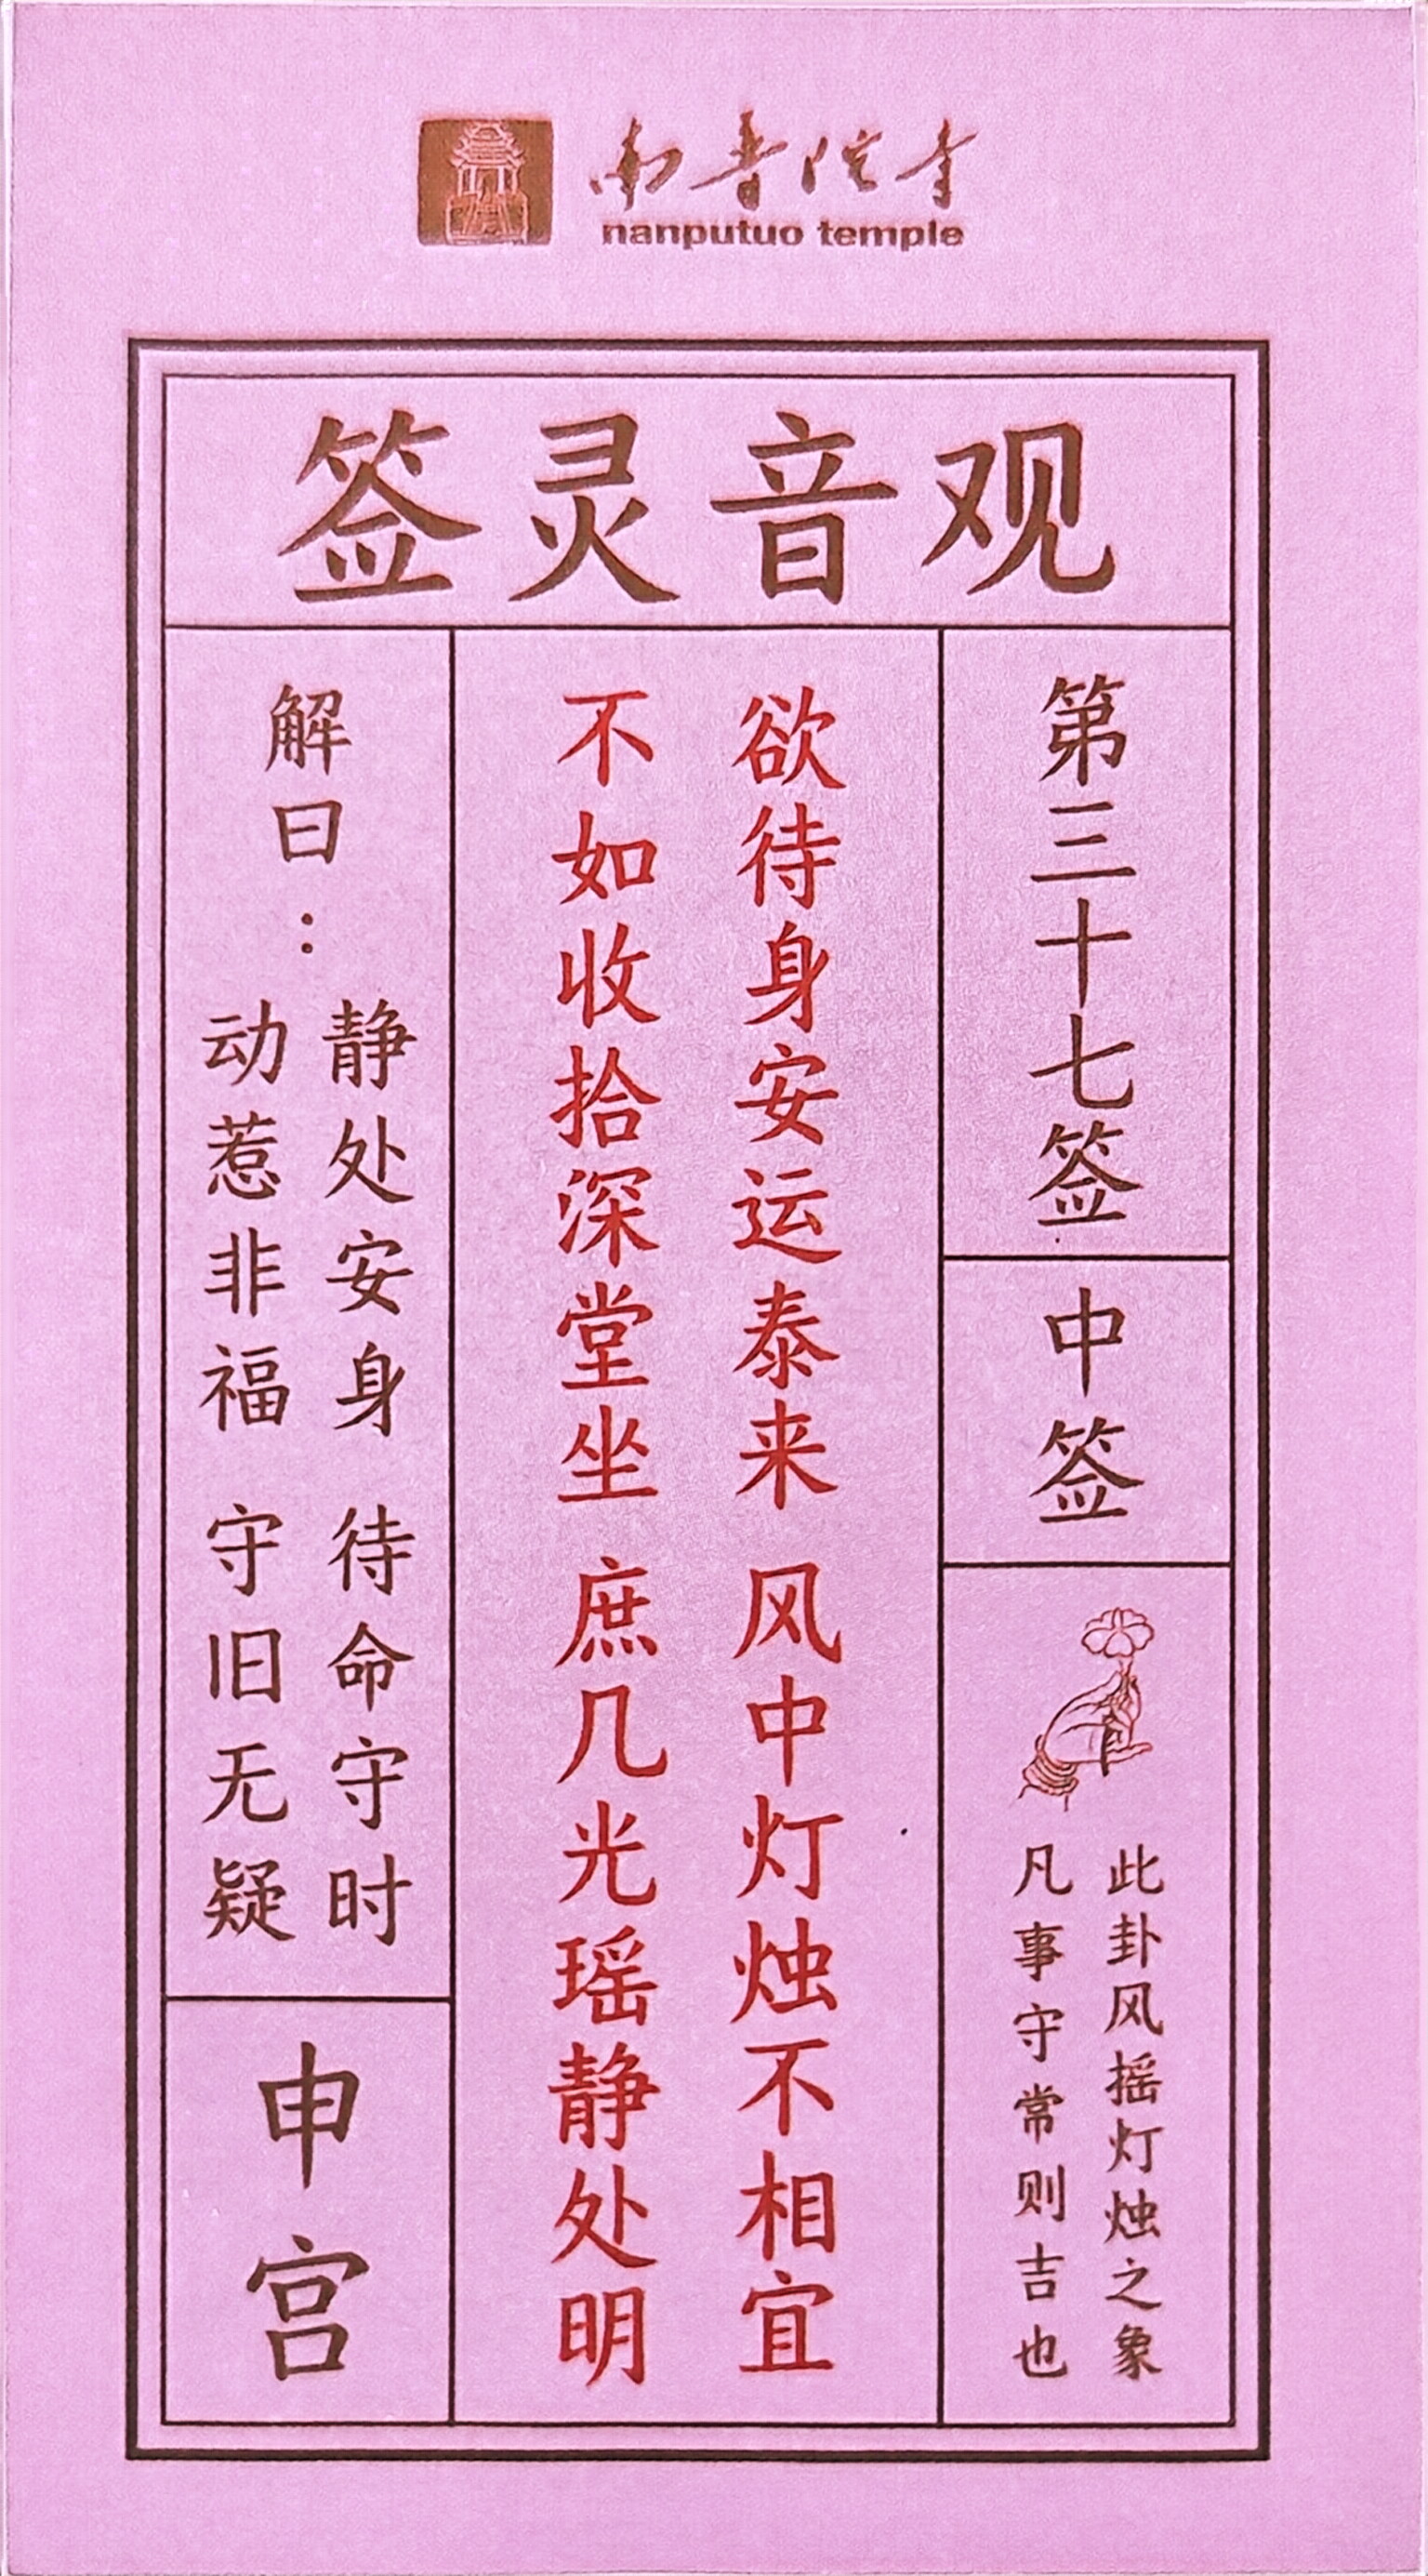 南普陀寺
nanputuo temple
观音灵签
第三十七签
中签
此卦风摇灯烛之象
凡事守常则吉也
欲待身安运泰来 风中灯烛不相宜
不如收拾深堂坐 庶几光瑶静处明
解曰：
静处安身 待命守时
动惹非福 守旧无疑
申宫